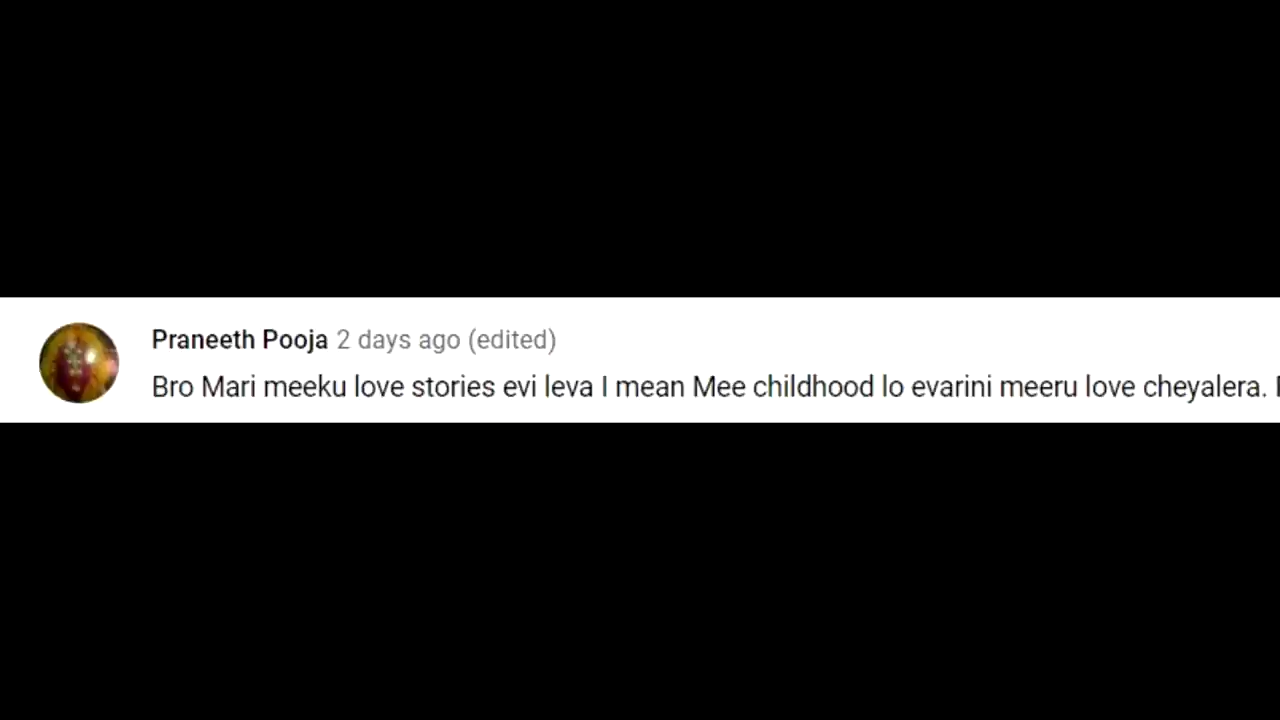 Praneeth Pooja 2 days ago (edited)
Bro Mari meeku love stories evi leva I mean Mee childhood lo evarini meeru love cheyalera.